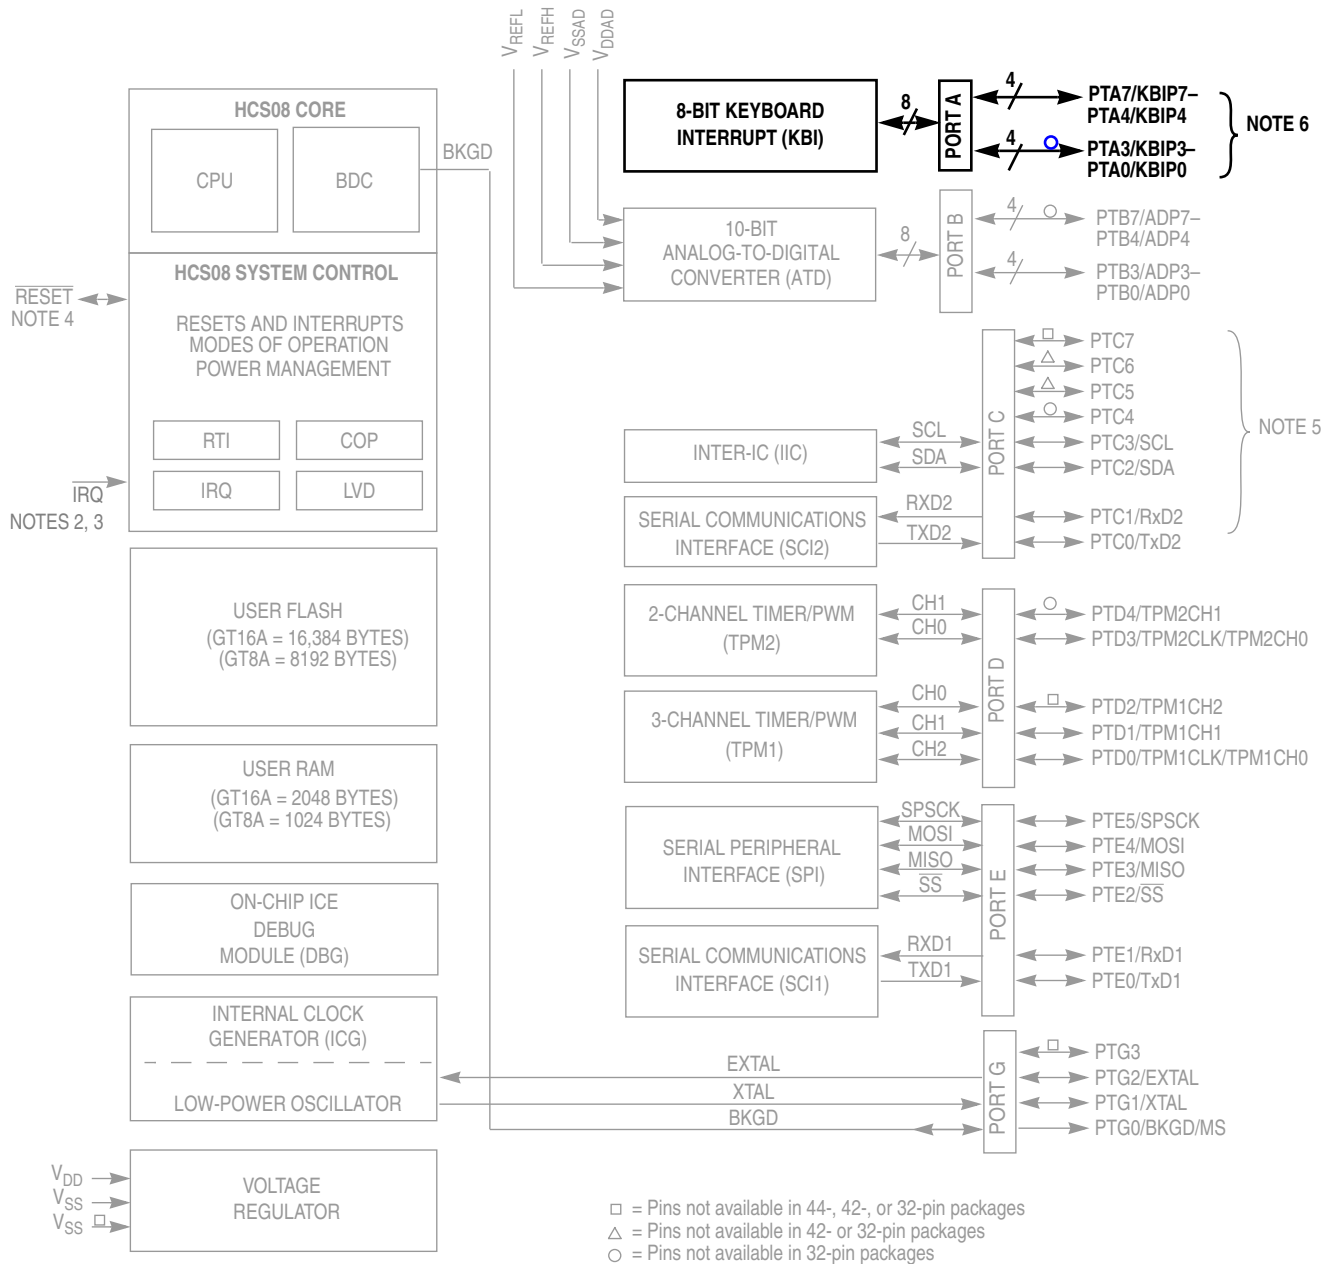 VREFL
VREFH
VSSAD
VDDAD
HCS08 CORE
CPU
BDC
BKGD
HCS08 SYSTEM CONTROL
RESET
NOTE 4
RESETS AND INTERRUPTS
MODES OF OPERATION
POWER MANAGEMENT
RTI
COP
IRQ
LVD
IRQ
NOTES 2, 3
USER FLASH
(GT16A = 16,384 BYTES)
(GT8A = 8192 BYTES)
USER RAM
(GT16A = 2048 BYTES)
(GT8A = 1024 BYTES)
ON-CHIP ICE
DEBUG
MODULE (DBG)
INTERNAL CLOCK
GENERATOR (ICG)
LOW-POWER OSCILLATOR
VDD
VSS
VSS
VOLTAGE
REGULATOR
8-BIT KEYBOARD
INTERRUPT (KBI)
8
PORT A
4
PTA7/KBIP7–
PTA4/KBIP4
4
PTA3/KBIP3–
PTA0/KBIP0
NOTE 6
10-BIT
ANALOG-TO-DIGITAL
CONVERTER (ATD)
8
PORT B
4
PTB7/ADP7–
PTB4/ADP4
4
PTB3/ADP3–
PTB0/ADP0
INTER-IC (IIC)
SCL
SDA
SERIAL COMMUNICATIONS
INTERFACE (SCI2)
RXD2
TXD2
PORT C
PTC7
PTC6
PTC5
PTC4
PTC3/SCL
PTC2/SDA
PTC1/RxD2
PTC0/TxD2
NOTE 5
2-CHANNEL TIMER/PWM
(TPM2)
CH1
CH0
3-CHANNEL TIMER/PWM
(TPM1)
CH0
CH1
CH2
PORT D
PTD4/TPM2CH1
PTD3/TPM2CLK/TPM2CH0
PTD2/TPM1CH2
PTD1/TPM1CH1
PTD0/TPM1CLK/TPM1CH0
SERIAL PERIPHERAL
INTERFACE (SPI)
SPSCK
MOSI
MISO
SS
SERIAL COMMUNICATIONS
INTERFACE (SCI1)
RXD1
TXD1
PORT E
PTE5/SPSCK
PTE4/MOSI
PTE3/MISO
PTE2/SS
PTE1/RxD1
PTE0/TxD1
EXTAL
XTAL
BKGD
PORT G
PTG3
PTG2/EXTAL
PTG1/XTAL
PTG0/BKGD/MS
□ = Pins not available in 44-, 42-, or 32-pin packages
△ = Pins not available in 42- or 32-pin packages
○ = Pins not available in 32-pin packages